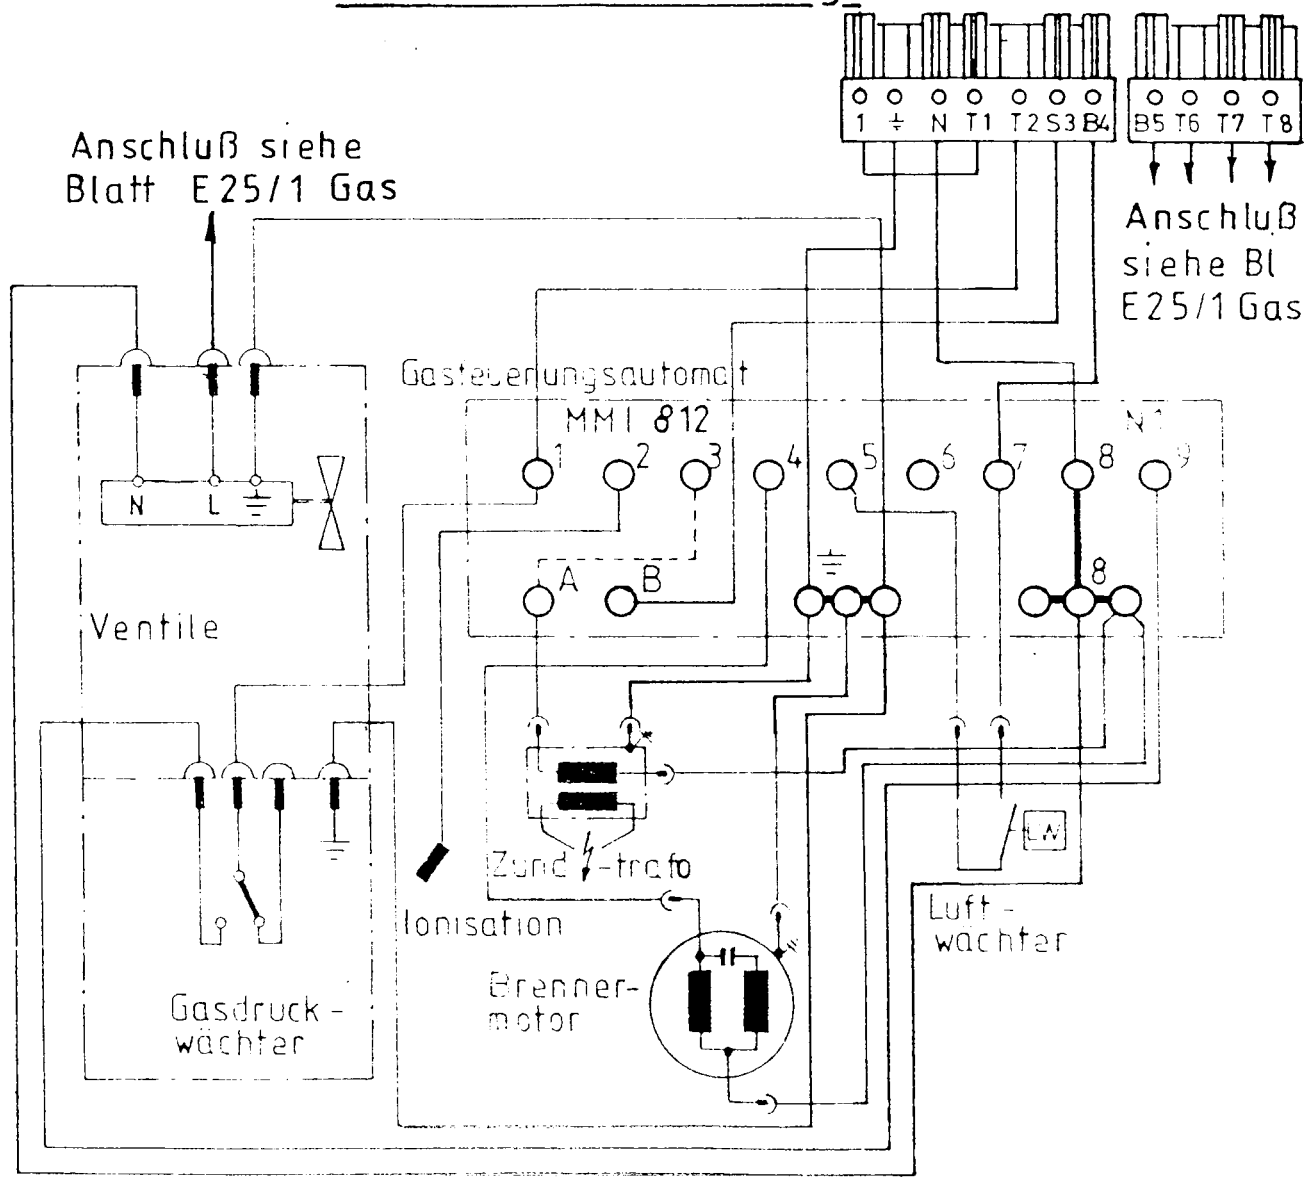 1 N T1 T2 S3 B4
B5 T6 T7 T8
Anschluß siehe
Blatt E25/1 Gas
Anschluß
siehe Bl
E25/1 Gas
Gasteuerungsautomat
MMI 812
1 2 3 4 5 6 7 8 9
N L
A B 8
Ventile
Zünd -trafo
LW
Ionisation
Luft-
wächter
Brenner-
motor
Gasdruck-
wächter